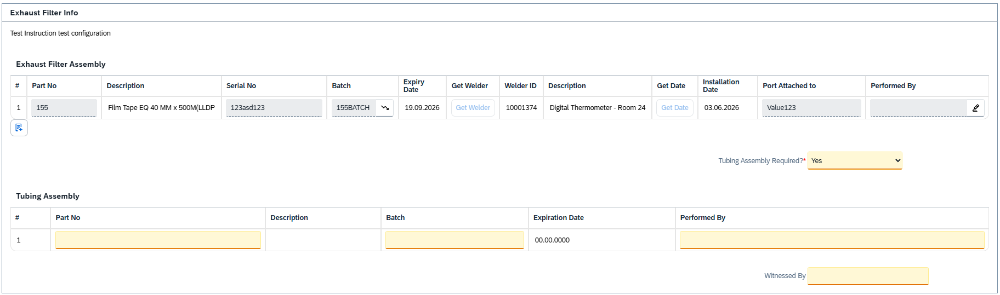 Exhaust Filter Info
Test Instruction test configuration
Exhaust Filter Assembly
# Part No Description Serial No Batch Expiry Date Get Welder Welder ID Description Get Date Installation Date Port Attached to Performed By
1 155 Film Tape EQ 40 MM x 500M(LLDP 123asd123 155BATCH 19.09.2026 Get Welder 10001374 Digital Thermometer - Room 24 Get Date 03.06.2026 Value123
Tubing Assembly Required?* Yes
Tubing Assembly
# Part No Description Batch Expiration Date Performed By
1 00.00.0000
Witnessed By